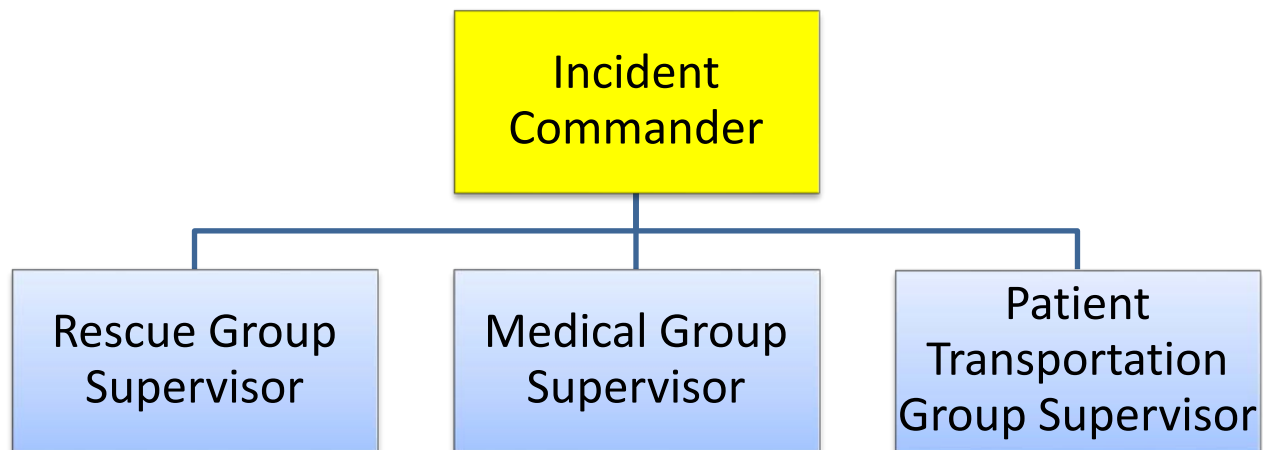 Incident
Commander
Rescue Group
Supervisor
Medical Group
Supervisor
Patient
Transportation
Group Supervisor